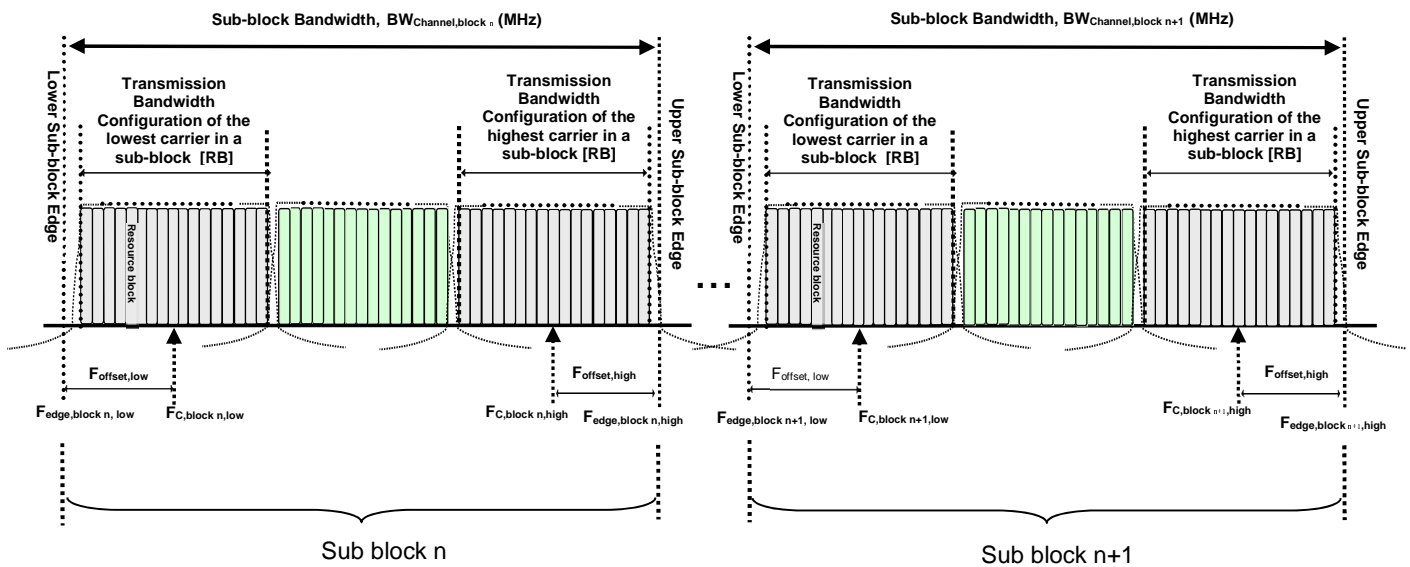 Sub-block Bandwidth, BWChannel,block n (MHz)
Sub-block Bandwidth, BWChannel,block n+1 (MHz)
Lower Sub-block Edge
Transmission
Bandwidth
Configuration of the
lowest carrier in a
sub-block [RB]
Transmission
Bandwidth
Configuration of the
highest carrier in a
sub-block [RB]
Upper Sub-block Edge
Lower Sub-block Edge
Transmission
Bandwidth
Configuration of the
lowest carrier in a
sub-block [RB]
Transmission
Bandwidth
Configuration of the
highest carrier in a
sub-block [RB]
Upper Sub-block Edge
Resource block
...
Resource block
Foffset,low
Foffset,high
Foffset, low
Foffset,high
Fedge,block n, low
FC,block n,low
FC,block n,high
Fedge,block n,high
Fedge,block n+1, low
FC,block n+1,low
FC,block n+1,high
Fedge,block n+1,high
Sub block n
Sub block n+1